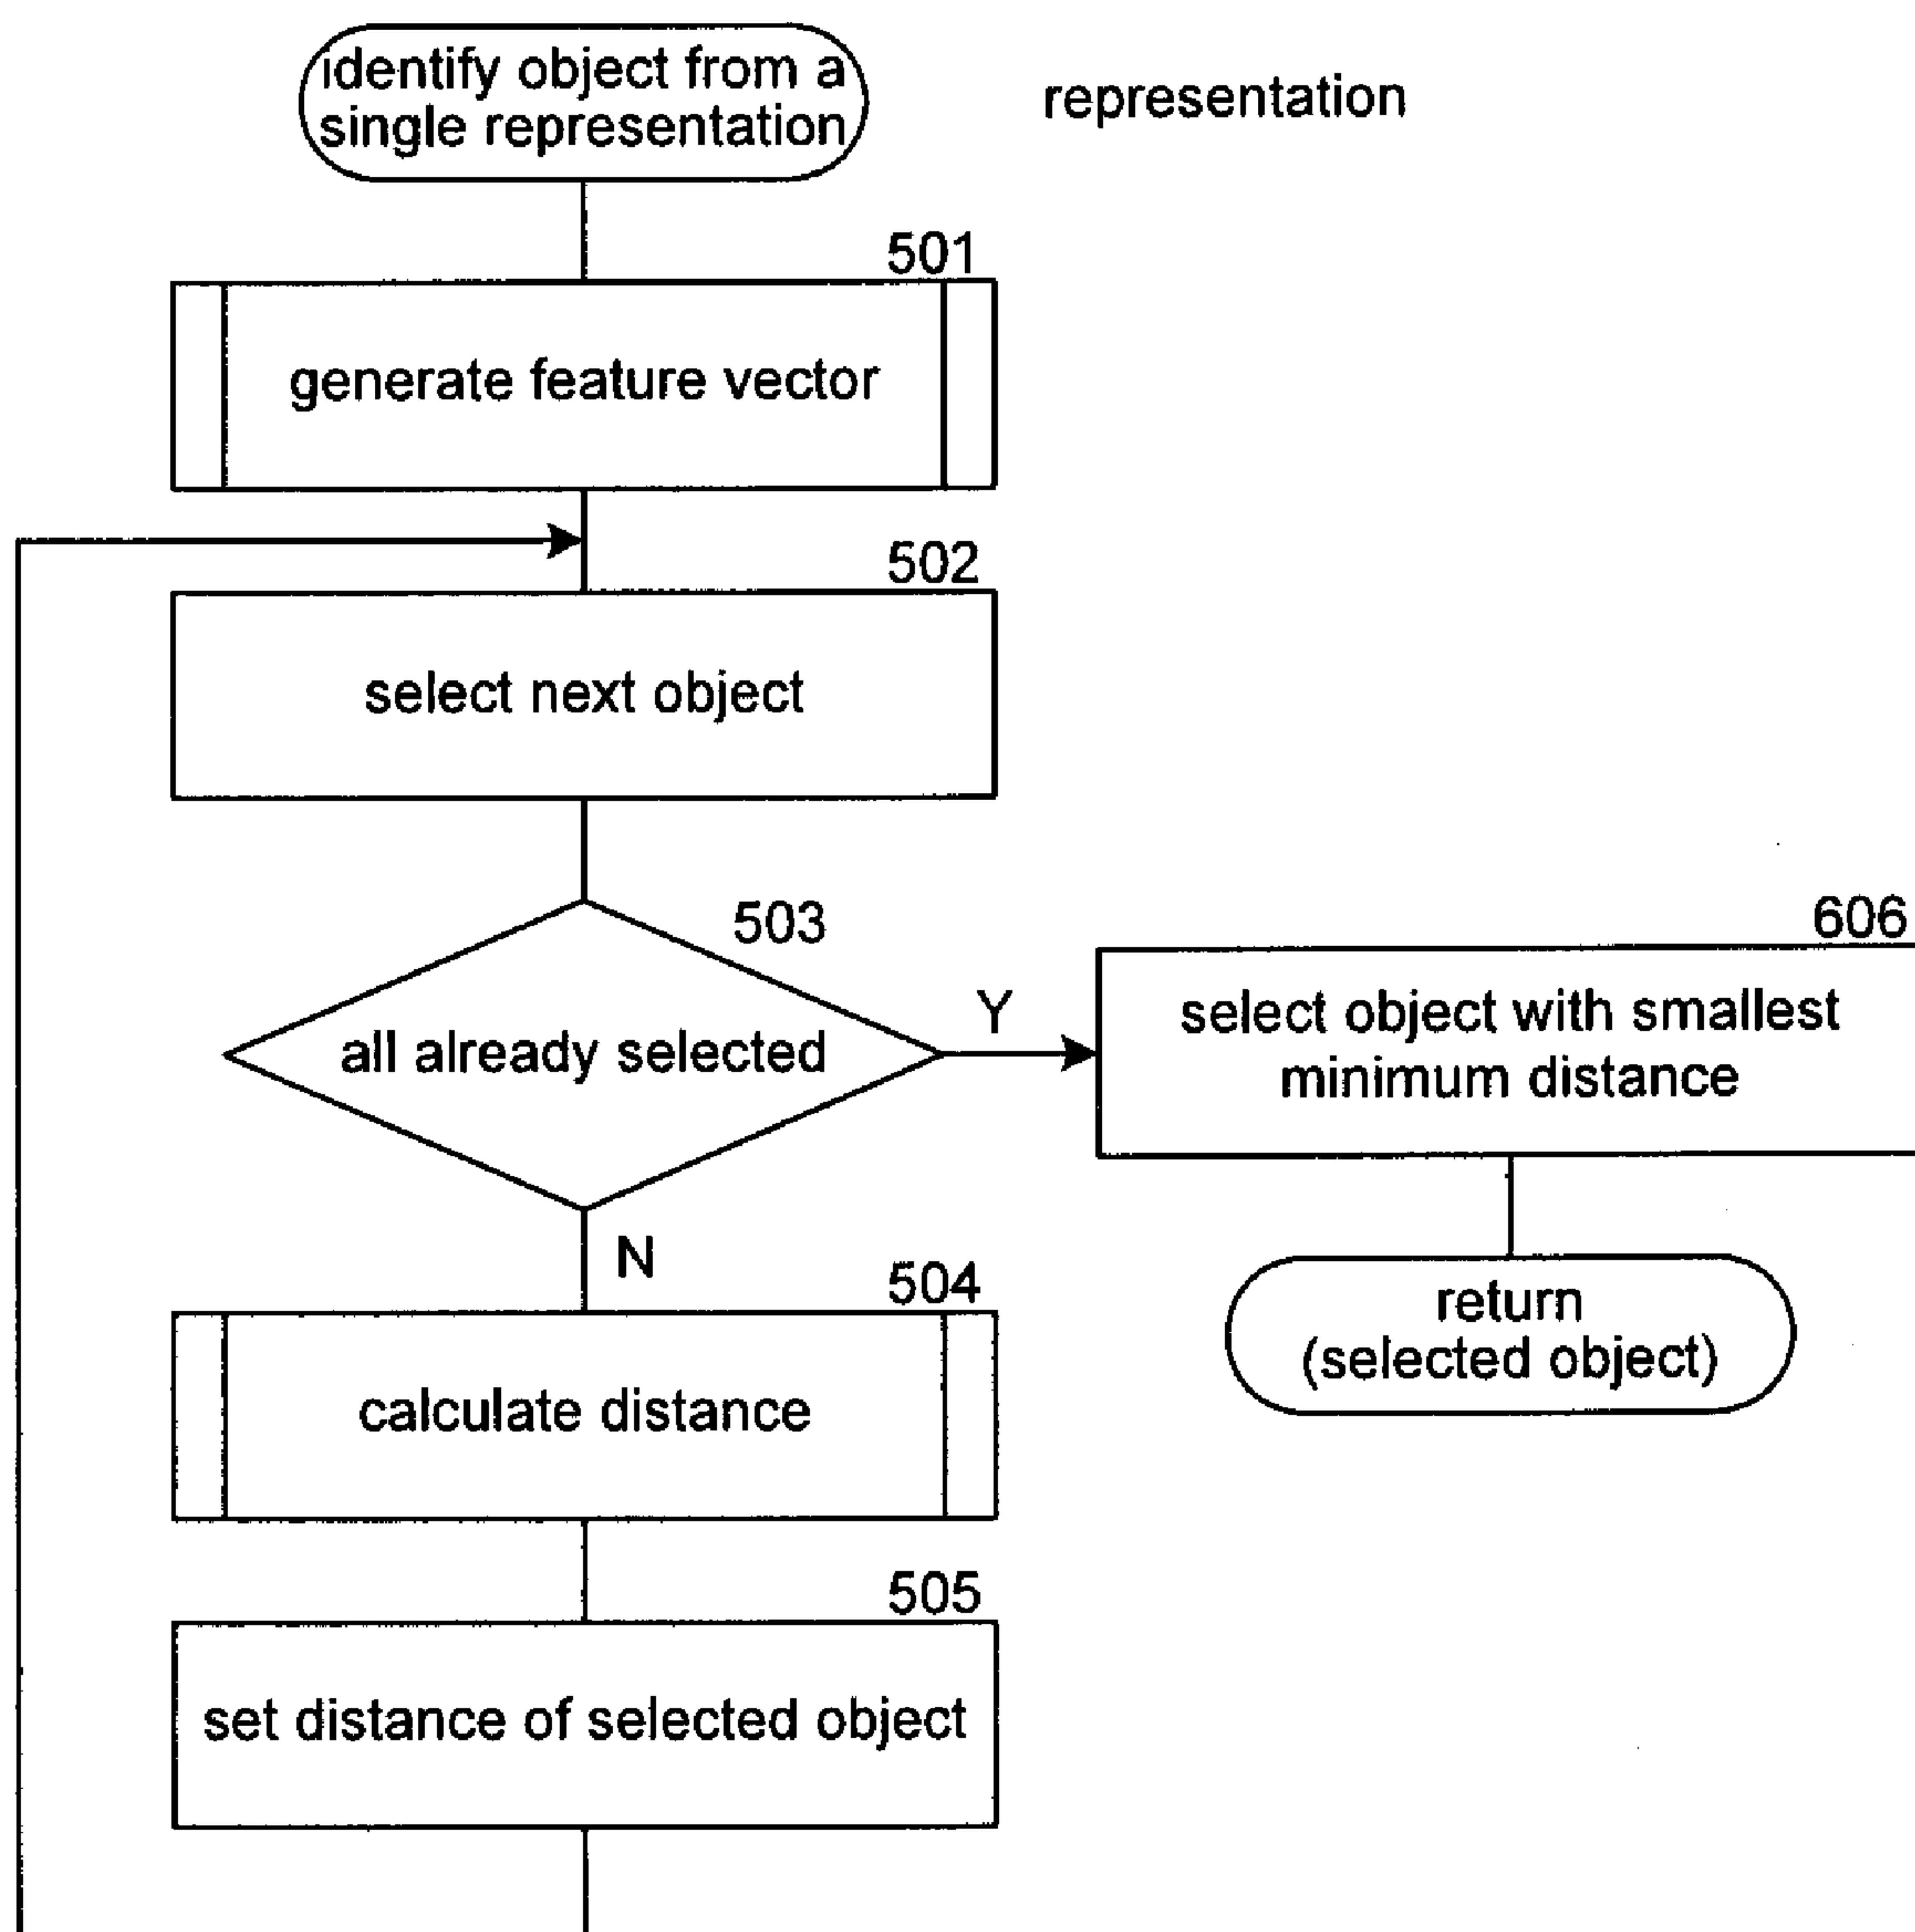 identify object from a
single representation
representation
501
generate feature vector
502
select next object
503
all already selected
Y
606
select object with smallest
minimum distance
return
(selected object)
N
504
calculate distance
505
set distance of selected object